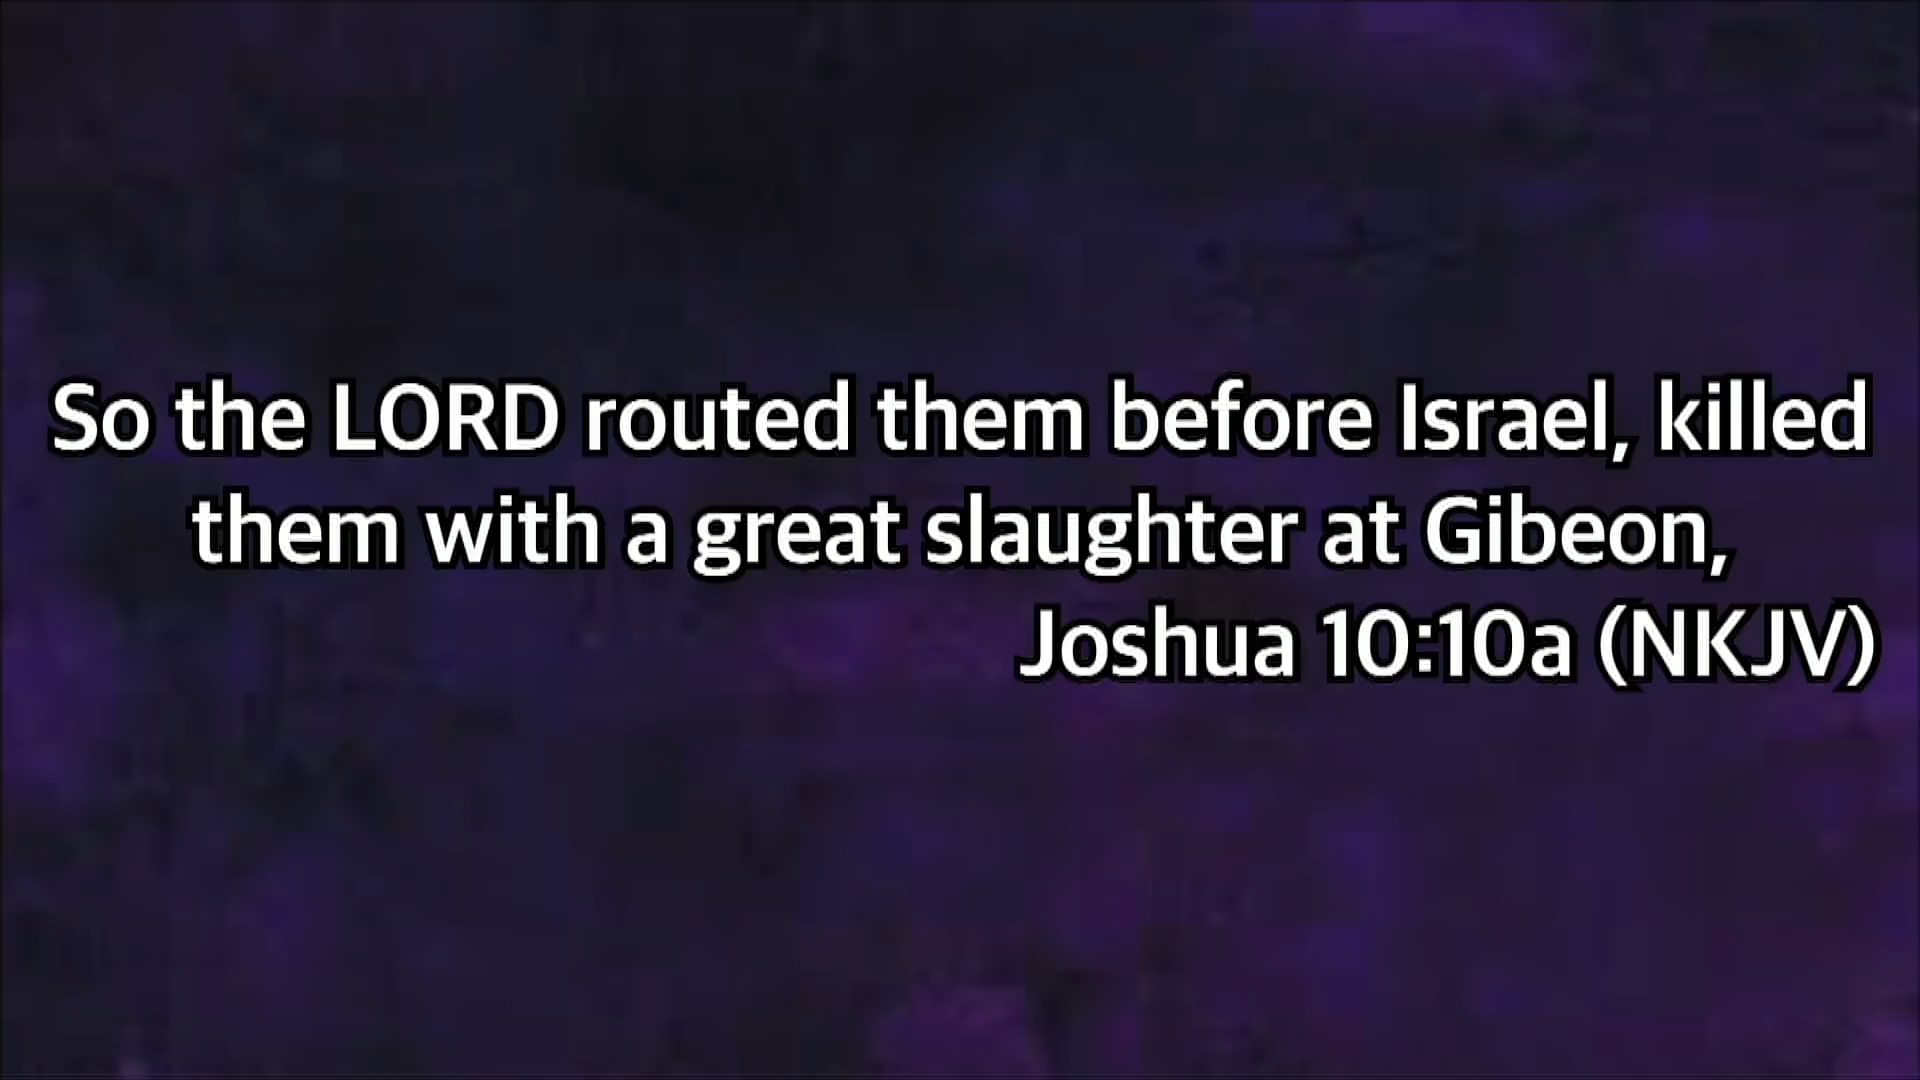 So the LORD routed them before Israel, killed
them with a great slaughter at Gibeon,
Joshua 10:10a (NKJV)